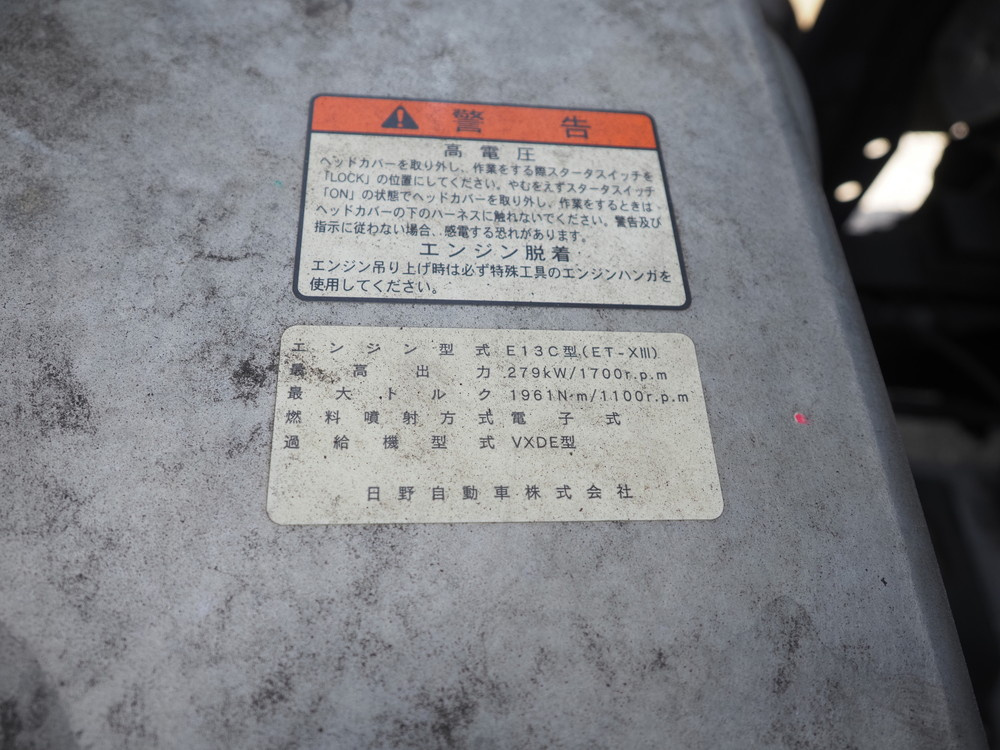 警告
高電圧
ヘッドカバーを取り外し、作業をする際スタータスイッチを
「LOCK」の位置にしてください。やむをえずスタータスイッチ
「ON」の状態でヘッドカバーを取り外し、作業をするときは
ヘッドカバーの下のハーネスに触れないでください。警告及び
指示に従わない場合、感電する恐れがあります。
エンジン脱着
エンジン吊り上げ時は必ず特殊工具のエンジンハンガを
使用してください。
エンジン型式 E13C型(ET-XIII)
最高出力 279kW/1700r.p.m
最大トルク 1961N·m/1100r.p.m
燃料噴射方式 電子式
過給機型式 VXDE型
日野自動車株式会社